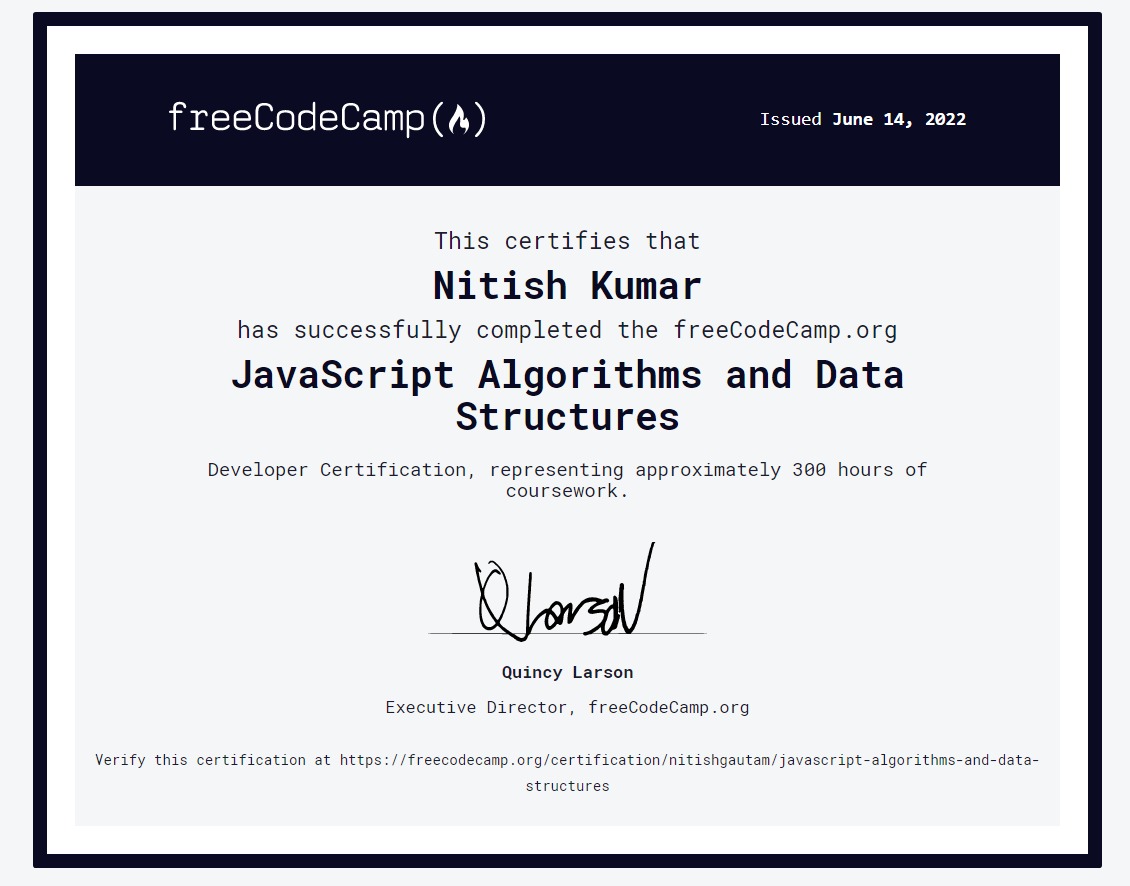 freeCodeCamp(🔥)
Issued June 14, 2022
This certifies that
Nitish Kumar
has successfully completed the freeCodeCamp.org
JavaScript Algorithms and Data
Structures
Developer Certification, representing approximately 300 hours of
coursework.
Q Larson
Quincy Larson
Executive Director, freeCodeCamp.org
Verify this certification at https://freecodecamp.org/certification/nitishgautam/javascript-algorithms-and-data-
structures